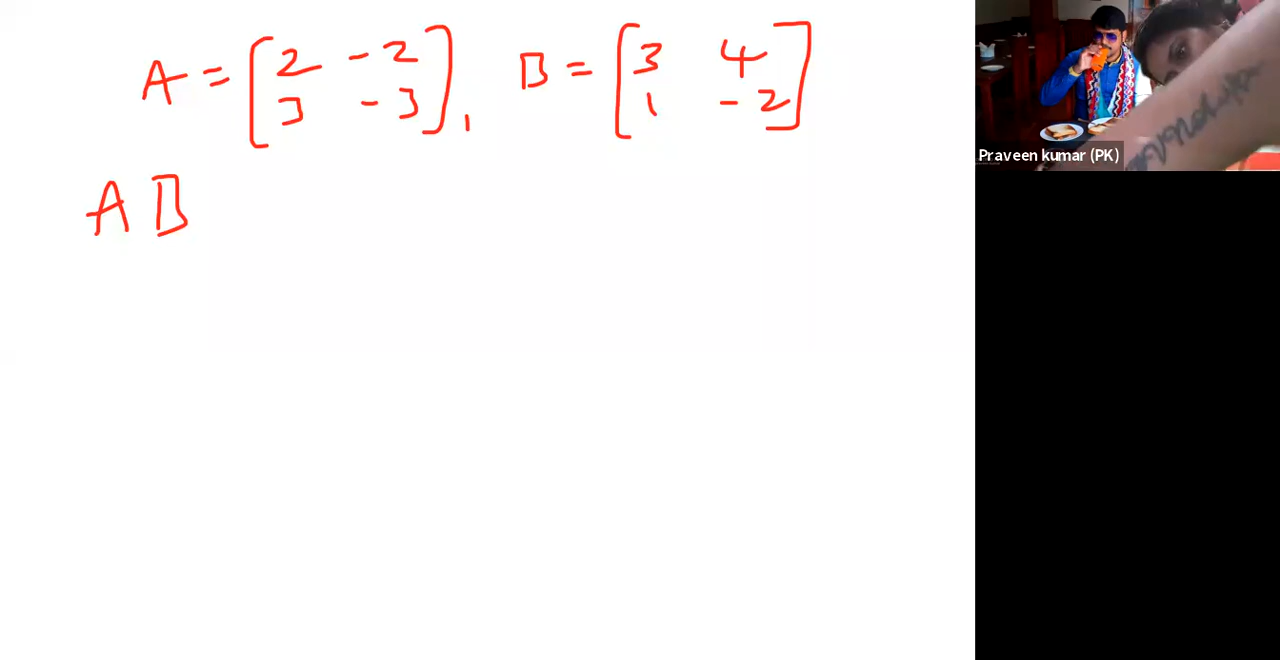 A = [2 -2
3 -3], B = [3 4
1 -2]
AB
Praveen kumar (PK)